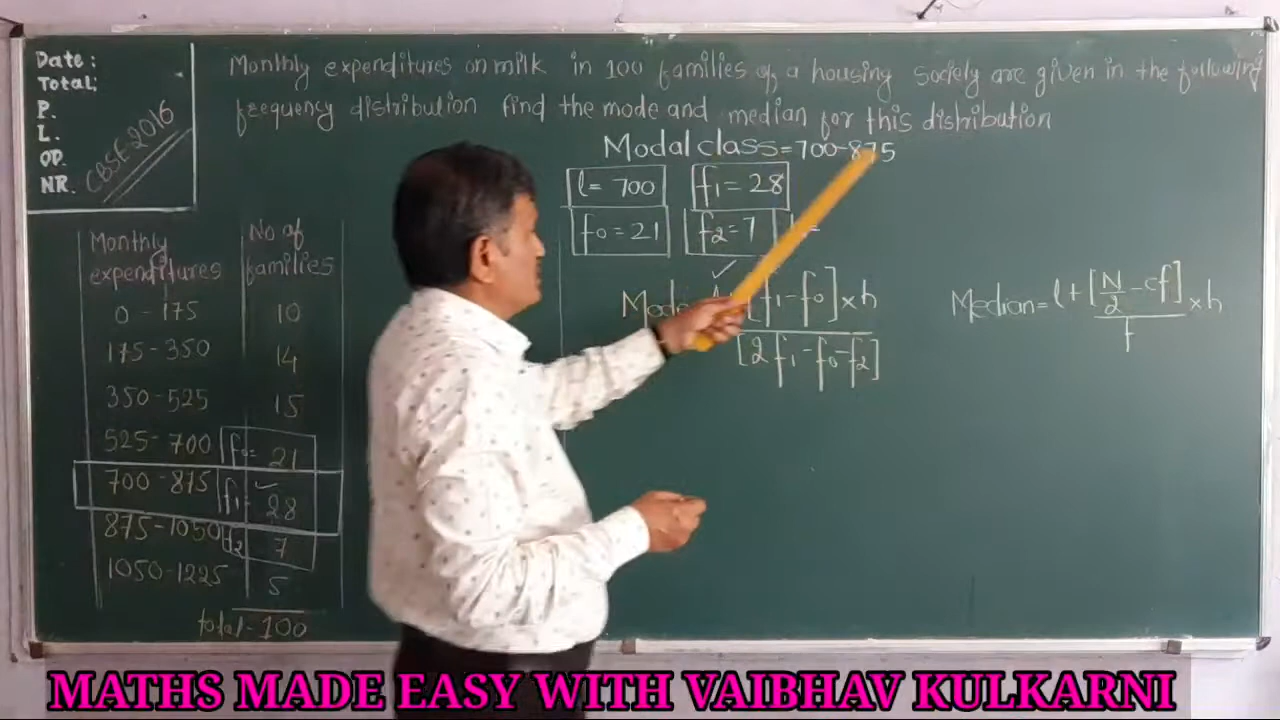 Date:
Total:
P.
L.
OP.
NR.
CBSE 2016
Monthly expenditures on milk in 100 families of a housing society are given in the following
frequency distribution find the mode and median for this distribution
Modal class=700-875
l= 700 f1=28
f0=21 f2=7
[f1-f0]×h
[2f1-f0-f2]
Median=l+[N/2-cf]×h
f
Monthly expenditures No of families
0-175 10
175-350 14
350-525 15
525-700 f0= 21
700-875 f1- 28
875-1050 f2 7
1050-1225 5
total-100
MATHS MADE EASY WITH VAIBHAV KULKARNI